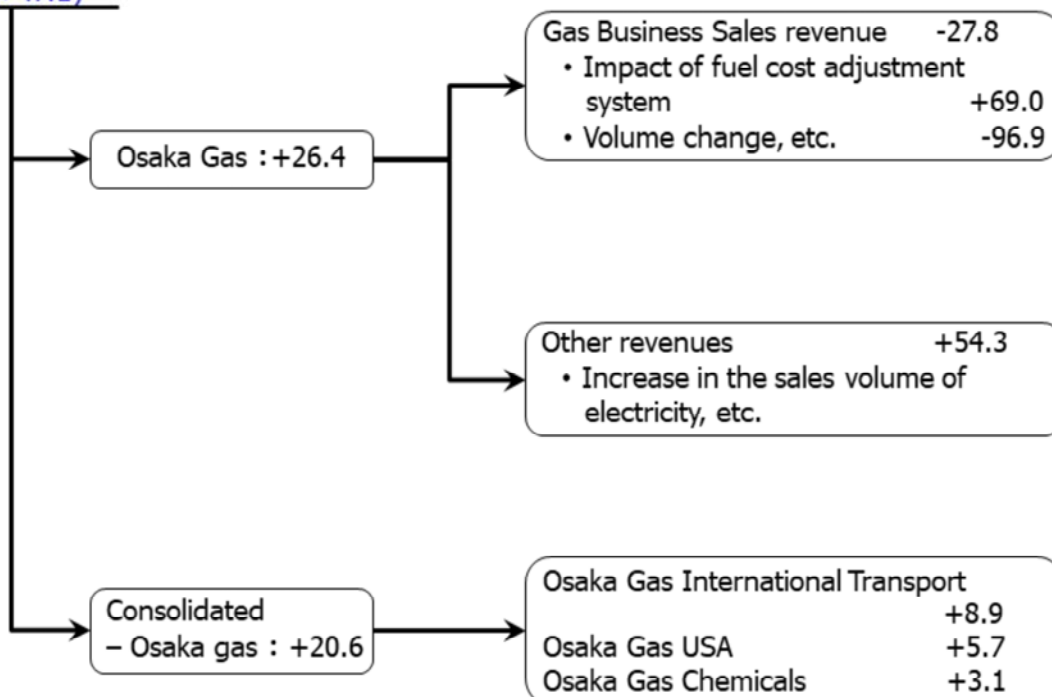 Gas Business Sales revenue -27.8
・Impact of fuel cost adjustment
system +69.0
・Volume change, etc. -96.9
Osaka Gas：+26.4
Other revenues +54.3
・Increase in the sales volume of
electricity, etc.
Consolidated
– Osaka gas：+20.6
Osaka Gas International Transport
+8.9
Osaka Gas USA +5.7
Osaka Gas Chemicals +3.1